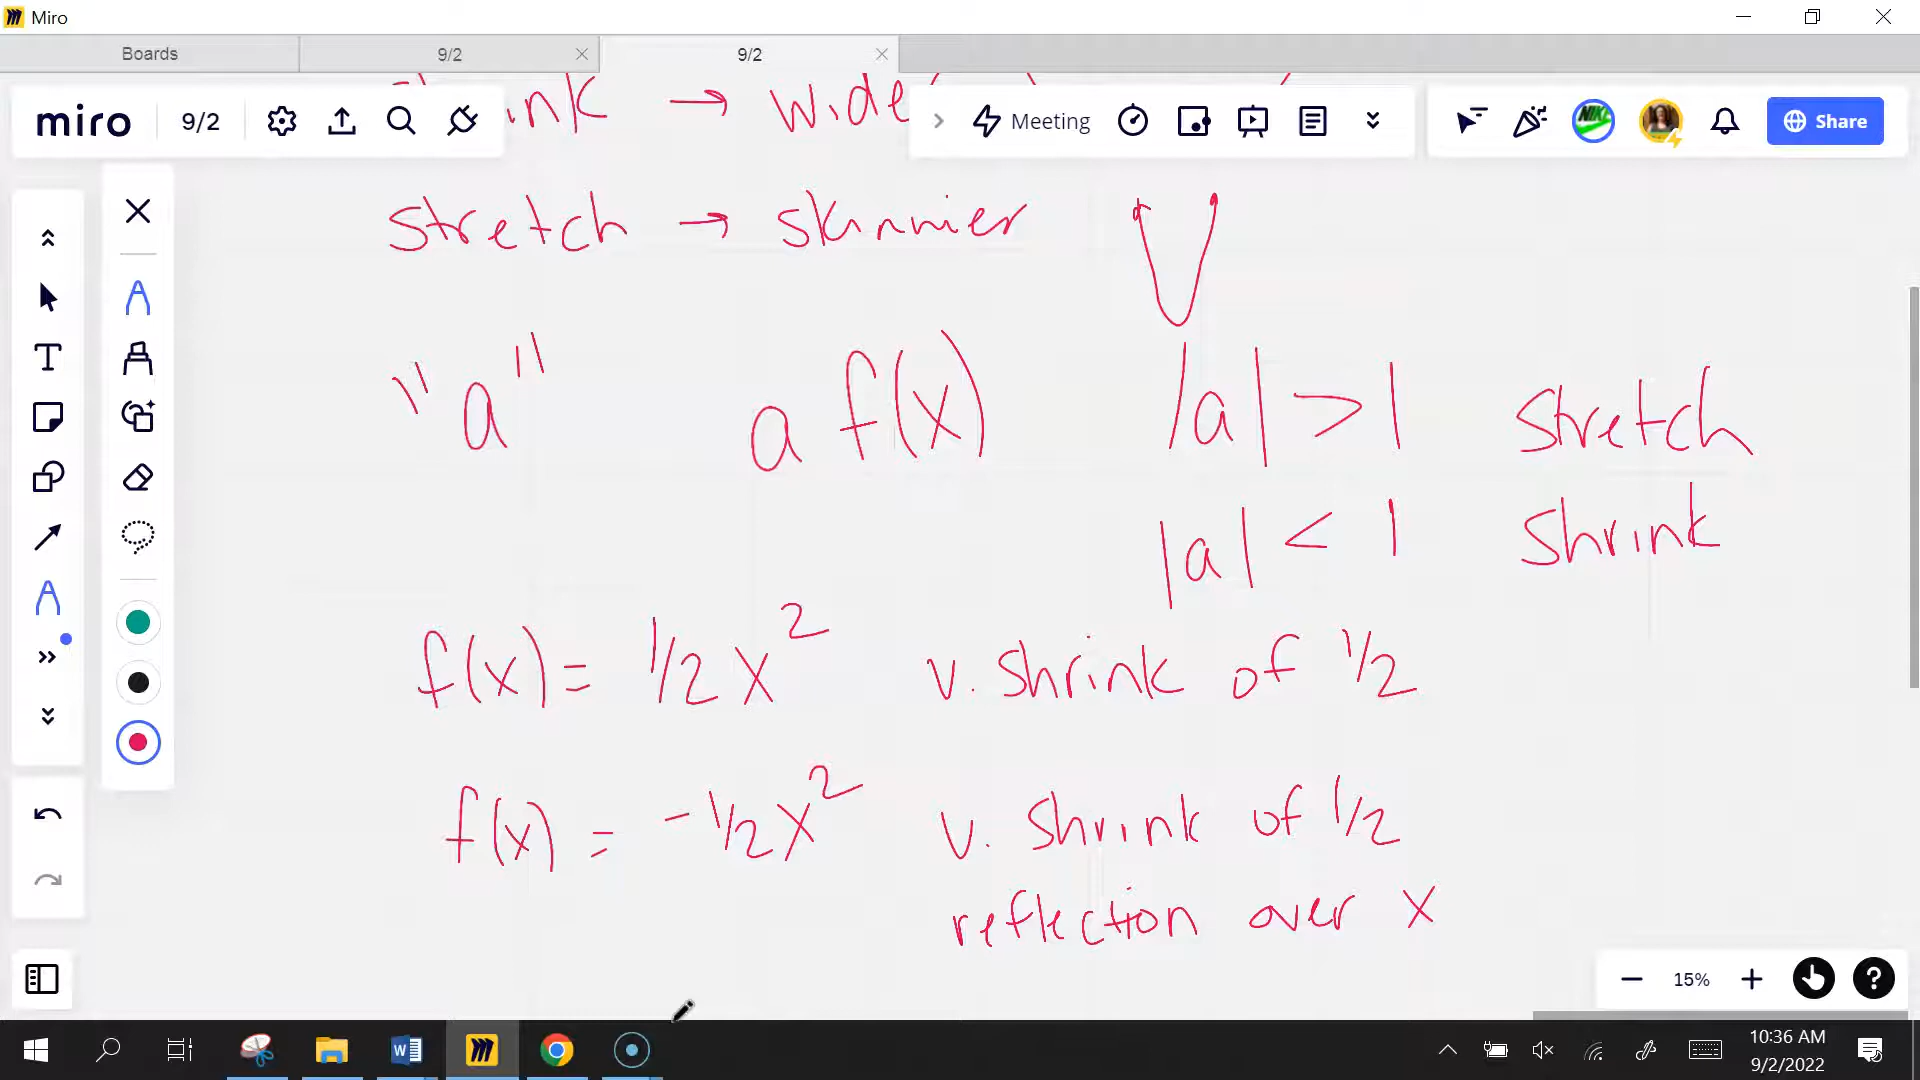 Miro
Boards 9/2 9/2
miro 9/2 Meeting Share
ink → wide
stretch → skinnier
"a" a f(x) |a| > 1 stretch
|a| < 1 shrink
f(x) = 1/2 x² v. shrink of 1/2
f(x) = - 1/2 x² v. shrink of 1/2
reflection over x
15%
10:36 AM
9/2/2022